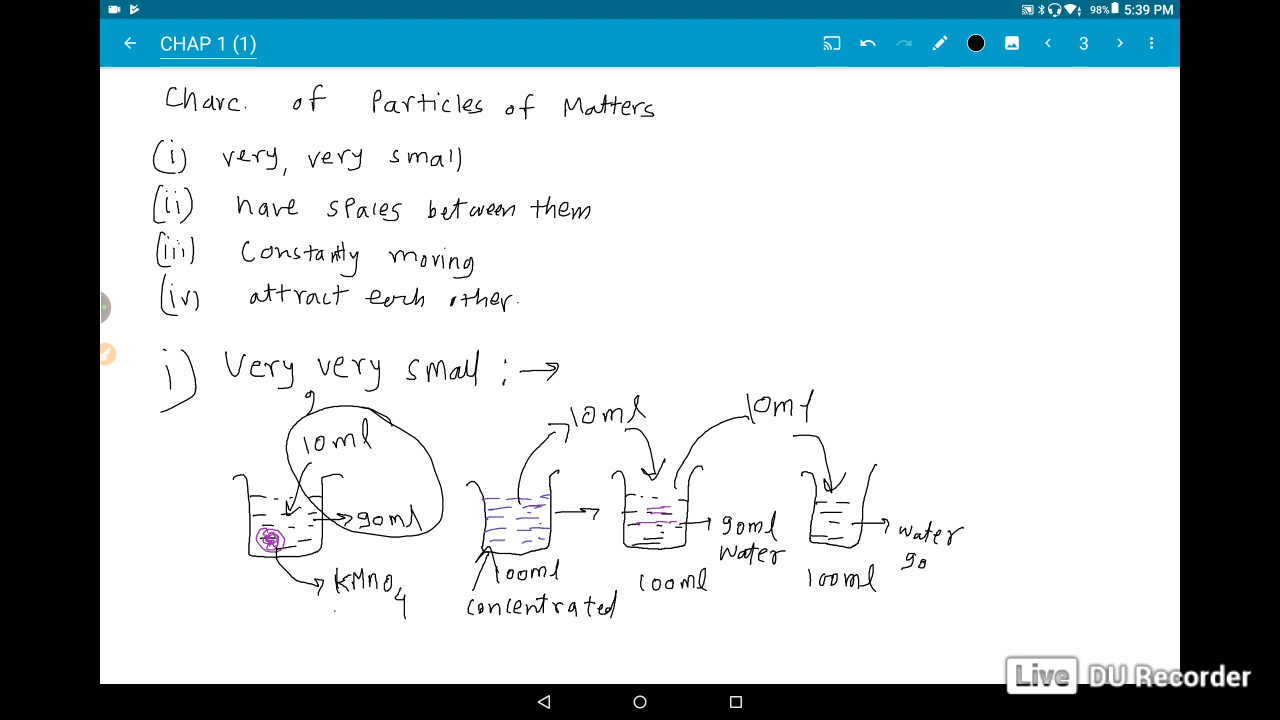 98% 5:39 PM
CHAP 1 (1)
3
Charc. of Particles of Matters
(i) very, very small
(ii) have spaces between them
(iii) Constantly moving
(iv) attract each other.
i) Very very small : →
10ml
90ml
KMnO4
10ml
100ml
concentrated
10ml
90ml
water
100ml
water
90
100ml
Live DU Recorder